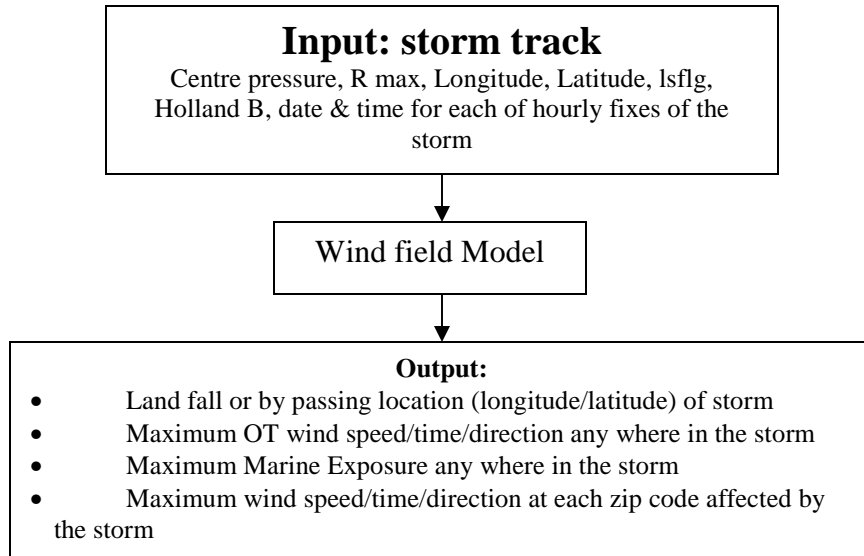 Input: storm track
Centre pressure, R max, Longitude, Latitude, lsflg,
Holland B, date & time for each of hourly fixes of the
storm
Wind field Model
Output:
• Land fall or by passing location (longitude/latitude) of storm
• Maximum OT wind speed/time/direction any where in the storm
• Maximum Marine Exposure any where in the storm
• Maximum wind speed/time/direction at each zip code affected by
the storm